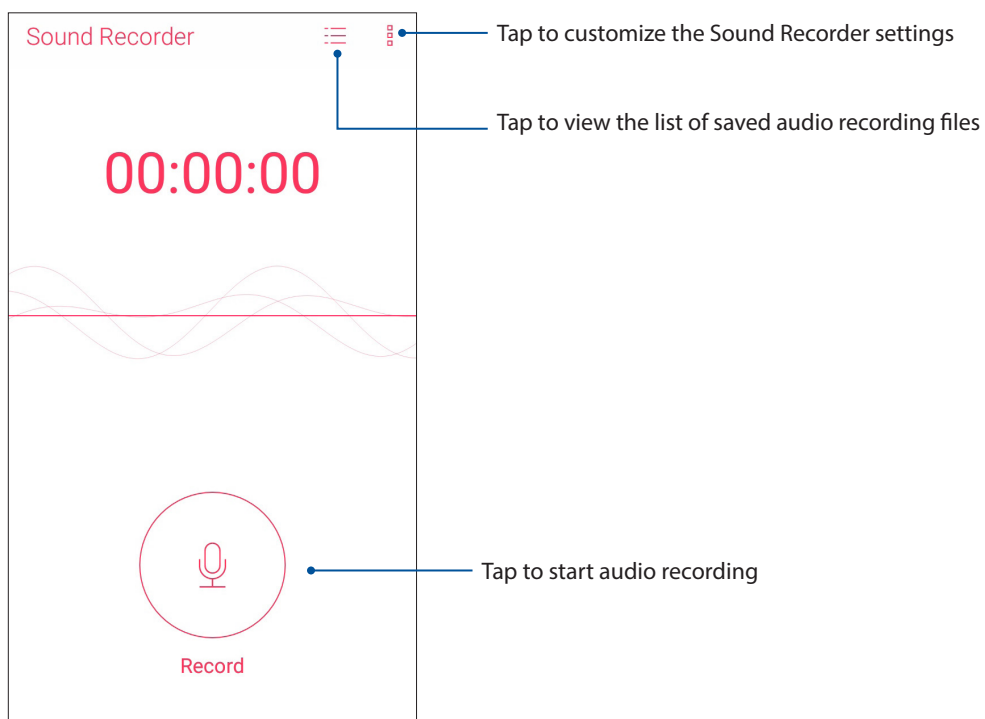 Sound Recorder
Tap to customize the Sound Recorder settings
Tap to view the list of saved audio recording files
00:00:00
Tap to start audio recording
Record